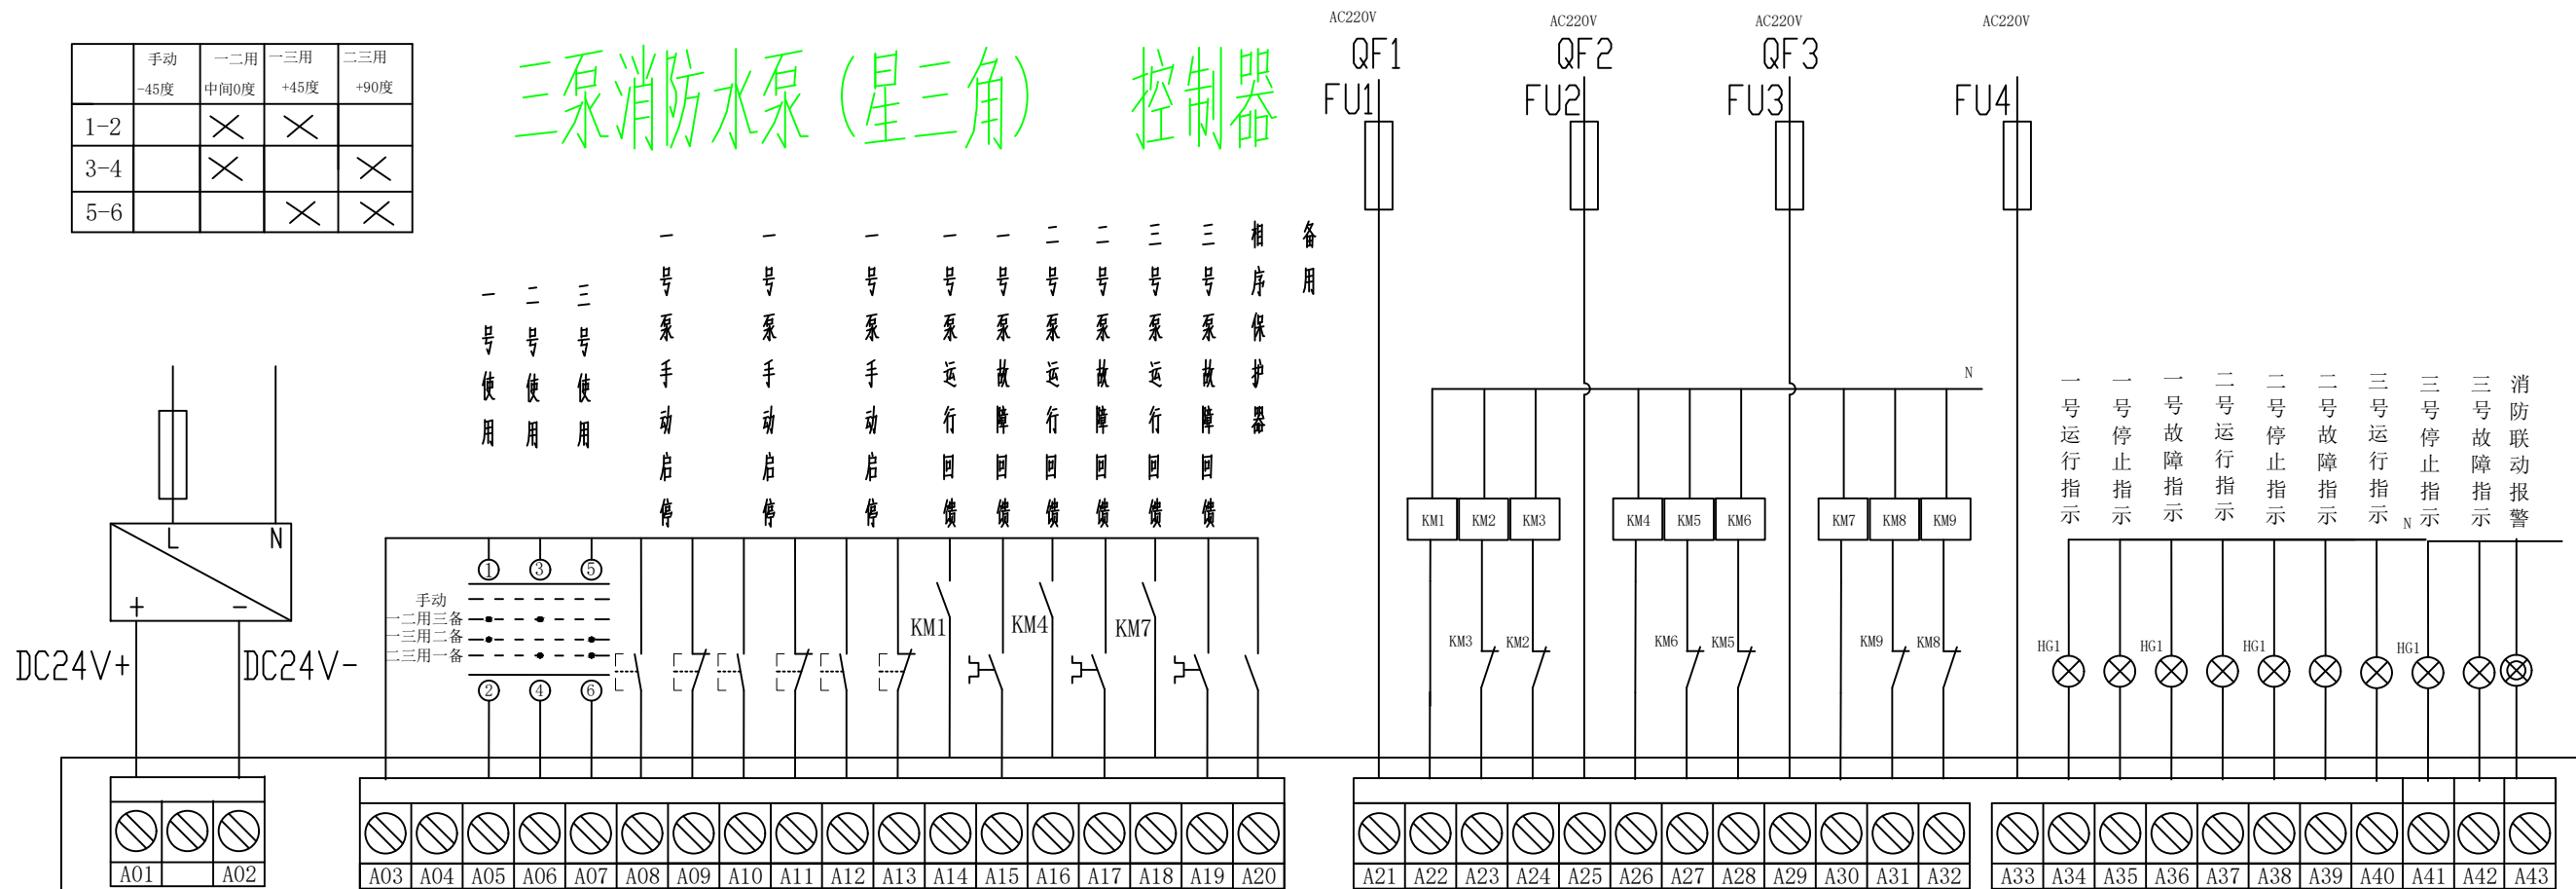 三泵消防水泵（星三角） 控制器
手动 一二用 一三用 二三用
-45度 中间0度 +45度 +90度
1-2
3-4
5-6
AC220V AC220V AC220V AC220V
QF1 QF2 QF3
FU1 FU2 FU3 FU4
一号使用
二号使用
三号使用
一号泵手动启停
一号泵手动启停
一号泵手动启停
一号泵运行回馈
一号泵故障回馈
二号泵运行回馈
二号泵故障回馈
三号泵运行回馈
三号泵故障回馈
相序保护器
备用
N
一号运行指示
一号停止指示
一号故障指示
二号运行指示
二号停止指示
二号故障指示
三号运行指示
N
三号停止指示
三号故障指示
消防联动报警
L N
+ −
DC24V+ DC24V-
① ③ ⑤
手动
一二用三备
一三用二备
二三用一备
② ④ ⑥
KM1 KM4 KM7
KM1 KM2 KM3 KM4 KM5 KM6 KM7 KM8 KM9
KM3 KM2 KM6 KM5 KM9 KM8
HG1 HG1 HG1 HG1
A01 A02
A03 A04 A05 A06 A07 A08 A09 A10 A11 A12 A13 A14 A15 A16 A17 A18 A19 A20
A21 A22 A23 A24 A25 A26 A27 A28 A29 A30 A31 A32
A33 A34 A35 A36 A37 A38 A39 A40 A41 A42 A43